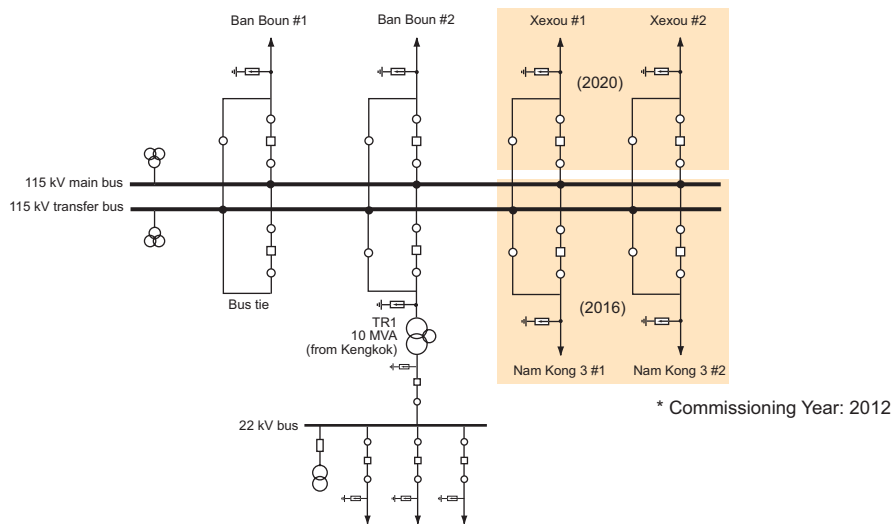 Ban Boun #1
Ban Boun #2
Xexou #1
Xexou #2
(2020)
115 kV main bus
115 kV transfer bus
Bus tie
TR1
10 MVA
(from Kengkok)
(2016)
Nam Kong 3 #1
Nam Kong 3 #2
* Commissioning Year: 2012
22 kV bus